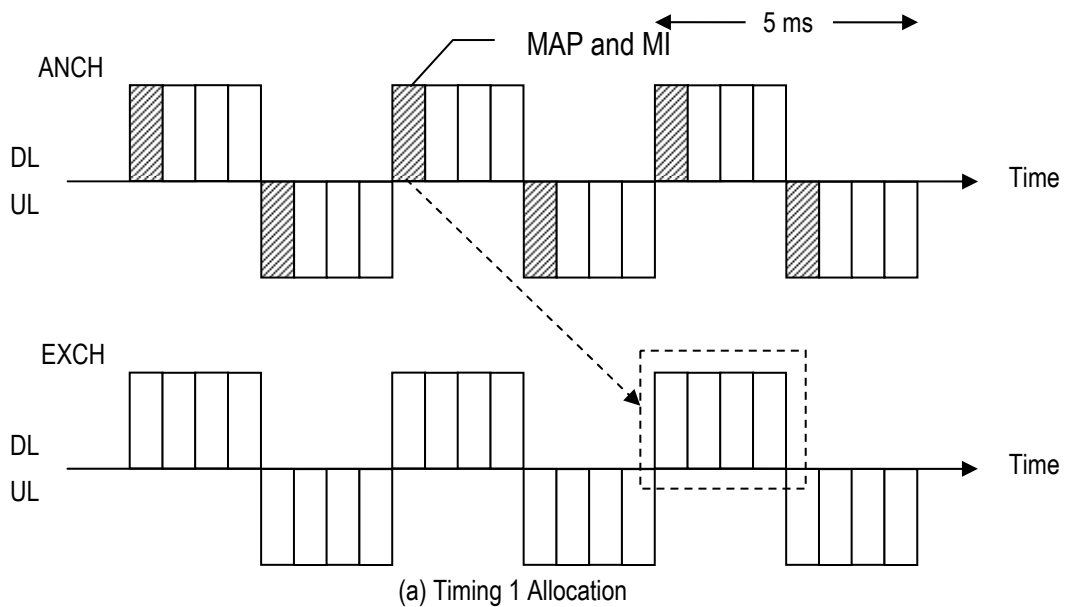 5 ms
MAP and MI
ANCH
DL
UL
Time
EXCH
DL
UL
Time
(a) Timing 1 Allocation